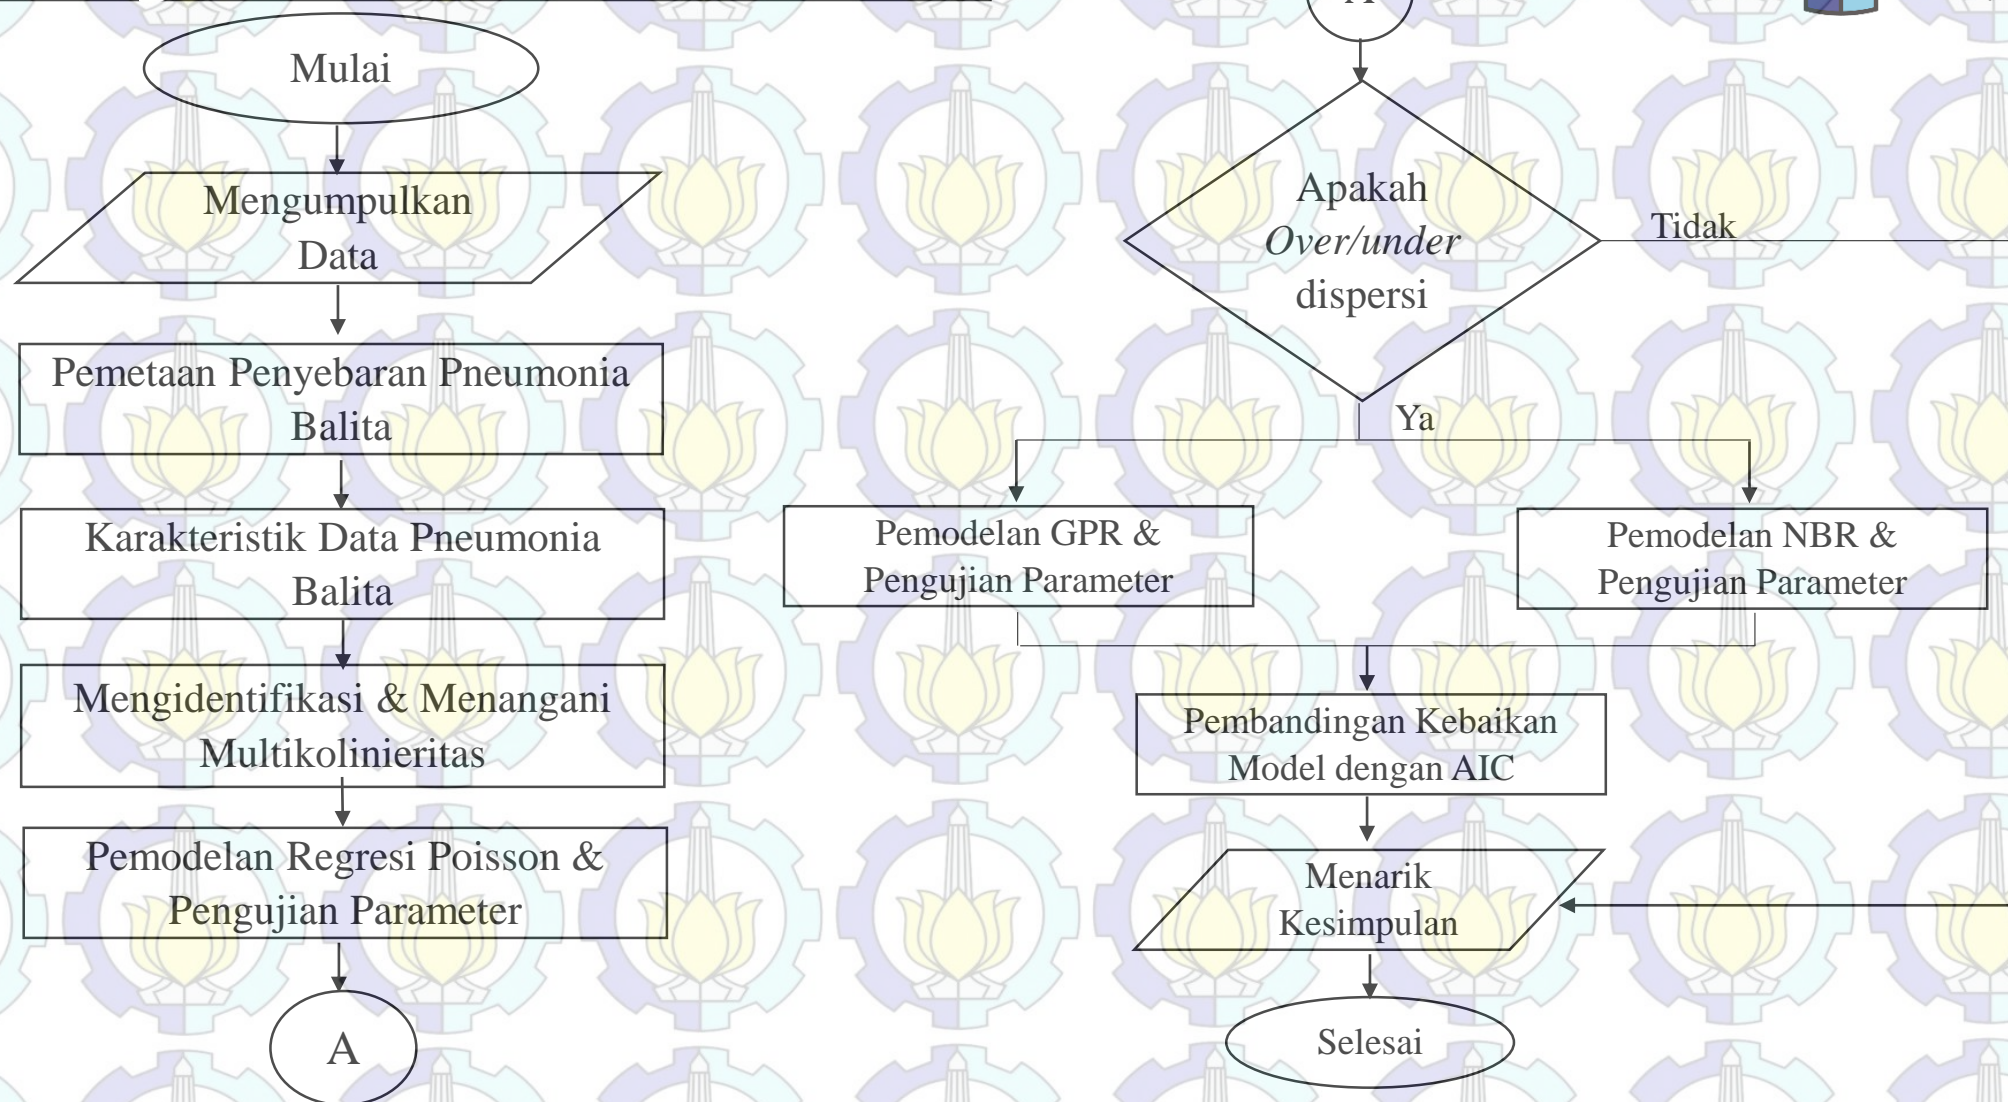 Mulai
Mengumpulkan
Data
Pemetaan Penyebaran Pneumonia
Balita
Karakteristik Data Pneumonia
Balita
Mengidentifikasi & Menangani
Multikolinieritas
Pemodelan Regresi Poisson &
Pengujian Parameter
A
A
Apakah
Over/under
dispersi
Tidak
Ya
Pemodelan GPR &
Pengujian Parameter
Pemodelan NBR &
Pengujian Parameter
Pembandingan Kebaikan
Model dengan AIC
Menarik
Kesimpulan
Selesai